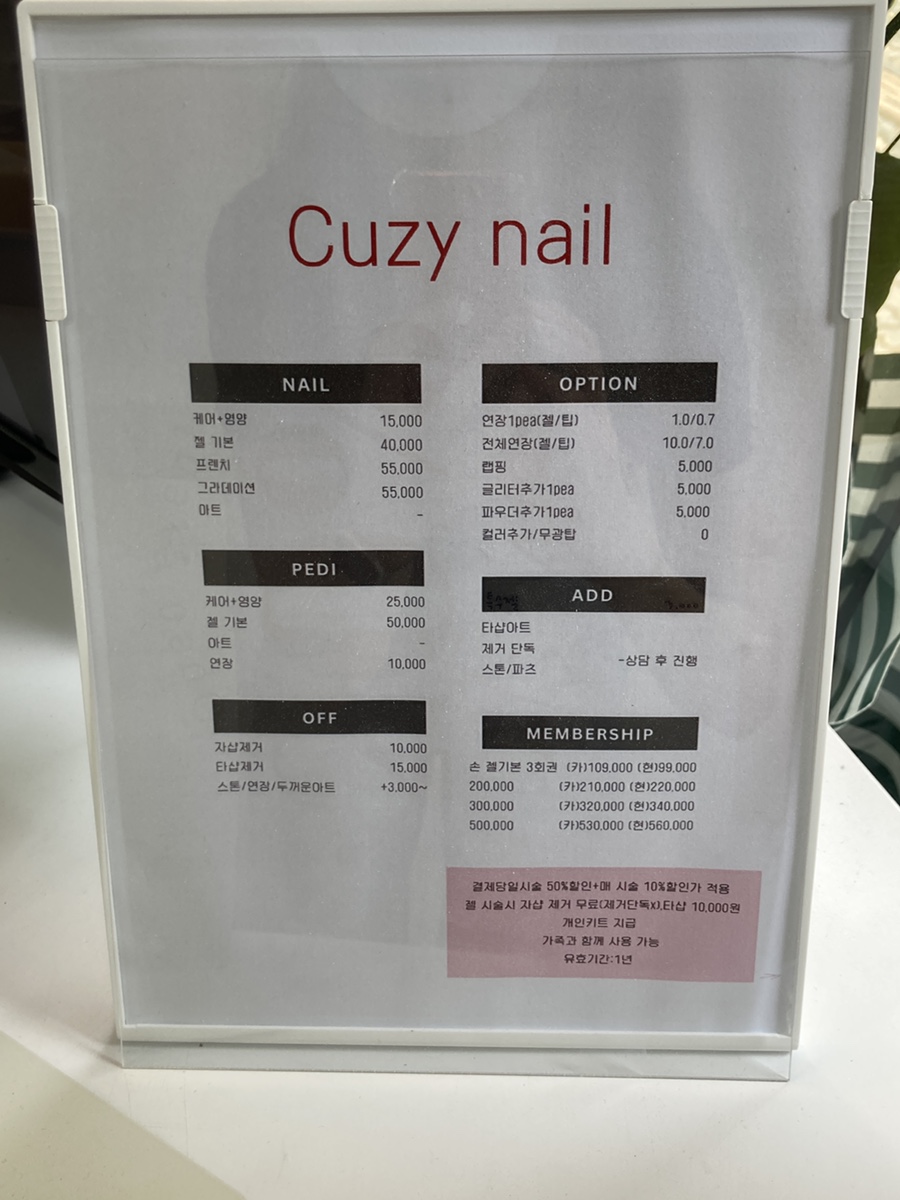 Cuzy nail
NAIL
케어+영양 15,000
젤 기본 40,000
프렌치 55,000
그라데이션 55,000
아트 -
PEDI
케어+영양 25,000
젤 기본 50,000
아트 -
연장 10,000
OFF
자샵제거 10,000
타샵제거 15,000
스톤/연장/두꺼운아트 +3,000~
OPTION
연장1pea(젤/팁) 1.0/0.7
전체연장(젤/팁) 10.0/7.0
랩핑 5,000
글리터추가1pea 5,000
파우더추가1pea 5,000
컬러추가/무광탑 0
ADD
타샵아트
제거 단독
스톤/파츠 -상담 후 진행
MEMBERSHIP
손 젤기본 3회권 (카)109,000 (현)99,000
200,000 (카)210,000 (현)220,000
300,000 (카)320,000 (현)340,000
500,000 (카)530,000 (현)560,000
결제당일시술 50%할인+매 시술 10%할인가 적용
젤 시술시 자샵 제거 무료(제거단독x),타샵 10,000원
개인키트 지급
가족과 함께 사용 가능
유효기간:1년